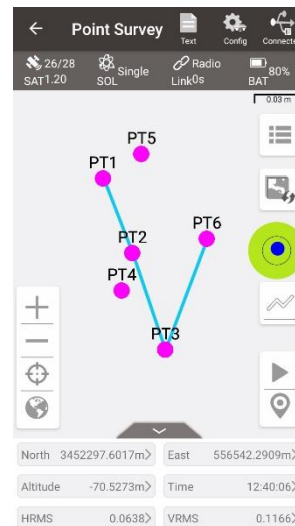 Point Survey
Text
Config
Connecte
26/28
Single
Radio
80%
SAT1.20
SOL
Link0s
BAT
0.03 m
PT5
PT1
PT6
PT2
PT4
PT3
North 3452297.6017m East 556542.2909m
Altitude -70.5273m Time 12:40:06
HRMS 0.0638 VRMS 0.1166